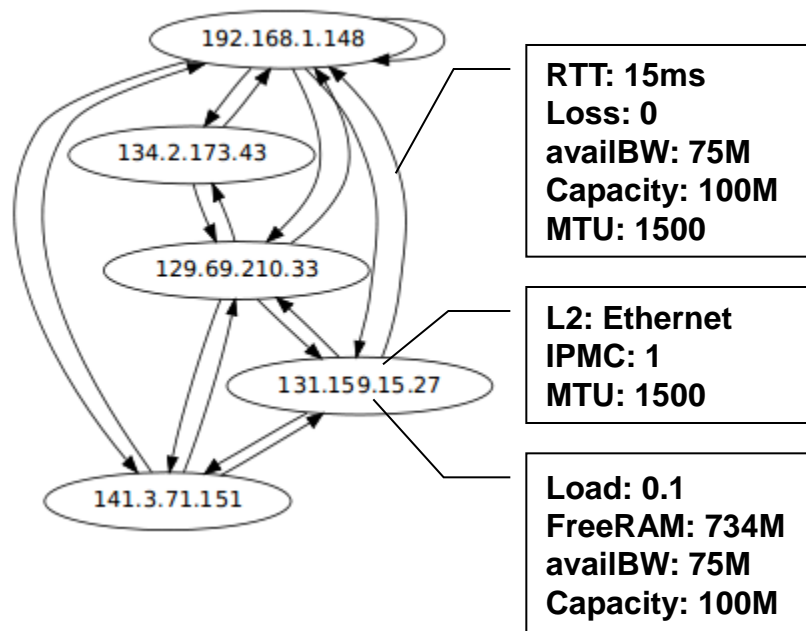 192.168.1.148
134.2.173.43
129.69.210.33
131.159.15.27
141.3.71.151
RTT: 15ms
Loss: 0
availBW: 75M
Capacity: 100M
MTU: 1500
L2: Ethernet
IPMC: 1
MTU: 1500
Load: 0.1
FreeRAM: 734M
availBW: 75M
Capacity: 100M